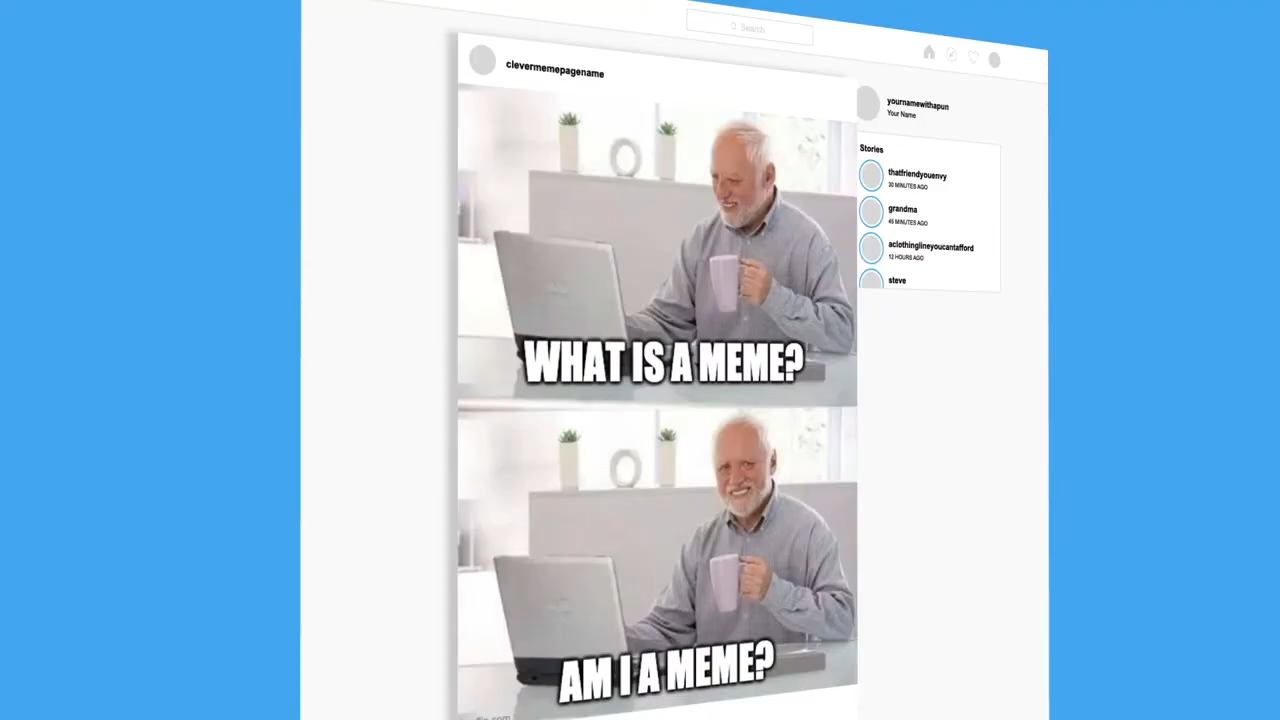 Search
clevermemepagename
yournamewithapun
Your Name
Stories
thatfriendyouenvy
30 MINUTES AGO
grandma
45 MINUTES AGO
aclothinglineyoucantafford
12 HOURS AGO
steve
WHAT IS A MEME?
AM I A MEME?